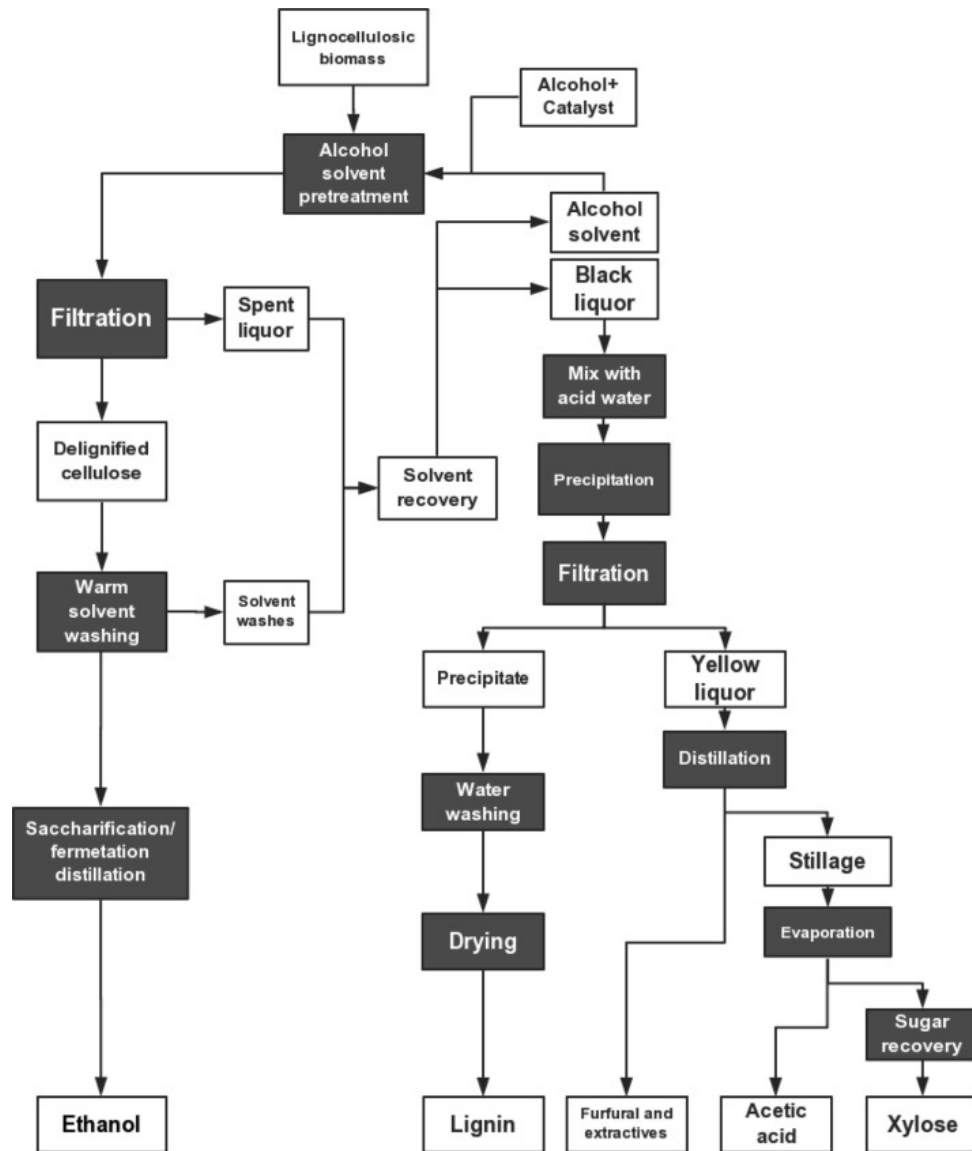 Lignocellulosic
biomass
Alcohol+
Catalyst
Alcohol
solvent
pretreatment
Alcohol
solvent
Black
liquor
Filtration
Spent
liquor
Mix with
acid water
Delignified
cellulose
Solvent
recovery
Precipitation
Filtration
Warm
solvent
washing
Solvent
washes
Precipitate
Yellow
liquor
Distillation
Water
washing
Saccharification/
fermetation
distillation
Stillage
Drying
Evaporation
Sugar
recovery
Ethanol
Lignin
Furfural and
extractives
Acetic
acid
Xylose